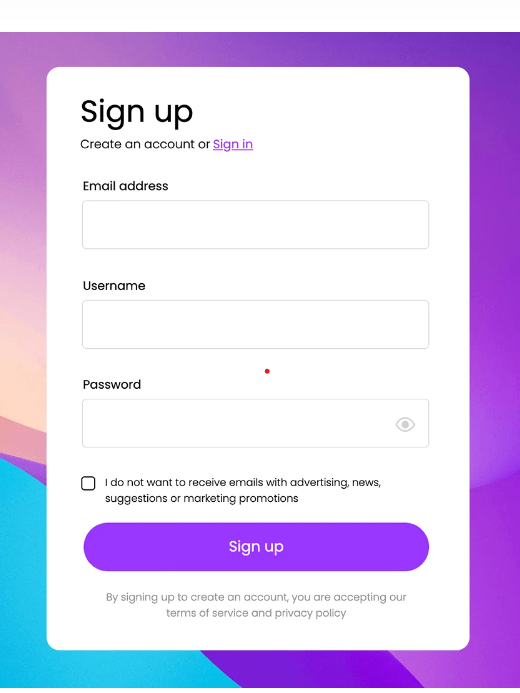 Sign up
Create an account or Sign in
Email address
Username
Password
I do not want to receive emails with advertising, news,
suggestions or marketing promotions
Sign up
By signing up to create an account, you are accepting our
terms of service and privacy policy